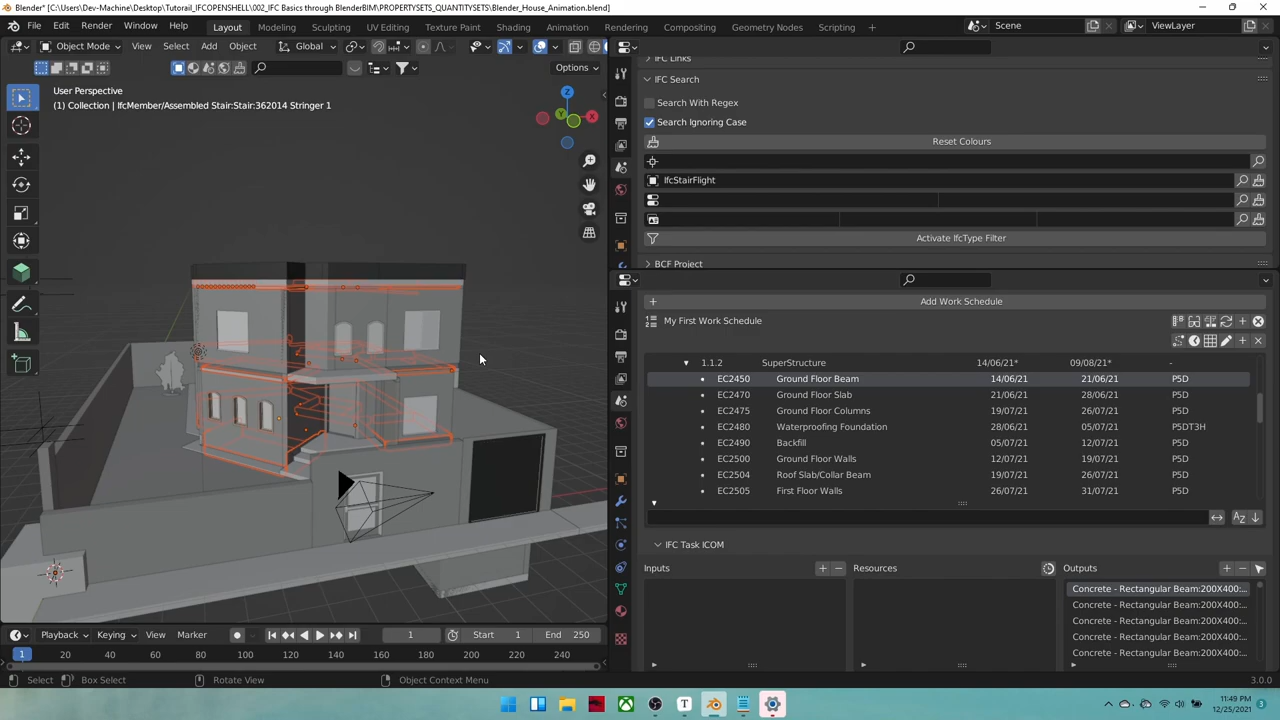 Blender* [C:\Users\Dev-Machine\Desktop\Tutorail_IFCOPENSHELL\002_IFC Basics through BlenderBIM\PROPERTYSETS_QUANTITYSETS\Blender_House_Animation.blend]
File Edit Render Window Help Layout Modeling Sculpting UV Editing Texture Paint Shading Animation Rendering Compositing Geometry Nodes Scripting + Scene ViewLayer
Object Mode View Select Add Object Global
Options
User Perspective
(1) Collection | IfcMember/Assembled Stair:Stair:362014 Stringer 1
Z
Y
X
IFC Links
IFC Search
Search With Regex
Search Ignoring Case
Reset Colours
IfcStairFlight
Activate IfcType Filter
BCF Project
Add Work Schedule
My First Work Schedule
1.1.2 SuperStructure 14/06/21* 09/08/21* -
EC2450 Ground Floor Beam 14/06/21 21/06/21 P5D
EC2470 Ground Floor Slab 21/06/21 28/06/21 P5D
EC2475 Ground Floor Columns 19/07/21 26/07/21 P5D
EC2480 Waterproofing Foundation 28/06/21 05/07/21 P5DT3H
EC2490 Backfill 05/07/21 12/07/21 P5D
EC2500 Ground Floor Walls 12/07/21 19/07/21 P5D
EC2504 Roof Slab/Collar Beam 19/07/21 26/07/21 P5D
EC2505 First Floor Walls 26/07/21 31/07/21 P5D
IFC Task ICOM
Inputs Resources Outputs
Concrete - Rectangular Beam:200X400:...
Concrete - Rectangular Beam:200X400:...
Concrete - Rectangular Beam:200X400:...
Concrete - Rectangular Beam:200X400:...
Concrete - Rectangular Beam:200X400:...
Playback Keying View Marker 1 Start 1 End 250
1 20 40 60 80 100 120 140 160 180 200 220 240
Select Box Select Rotate View Object Context Menu 3.0.0
11:49 PM
12/25/2021
3